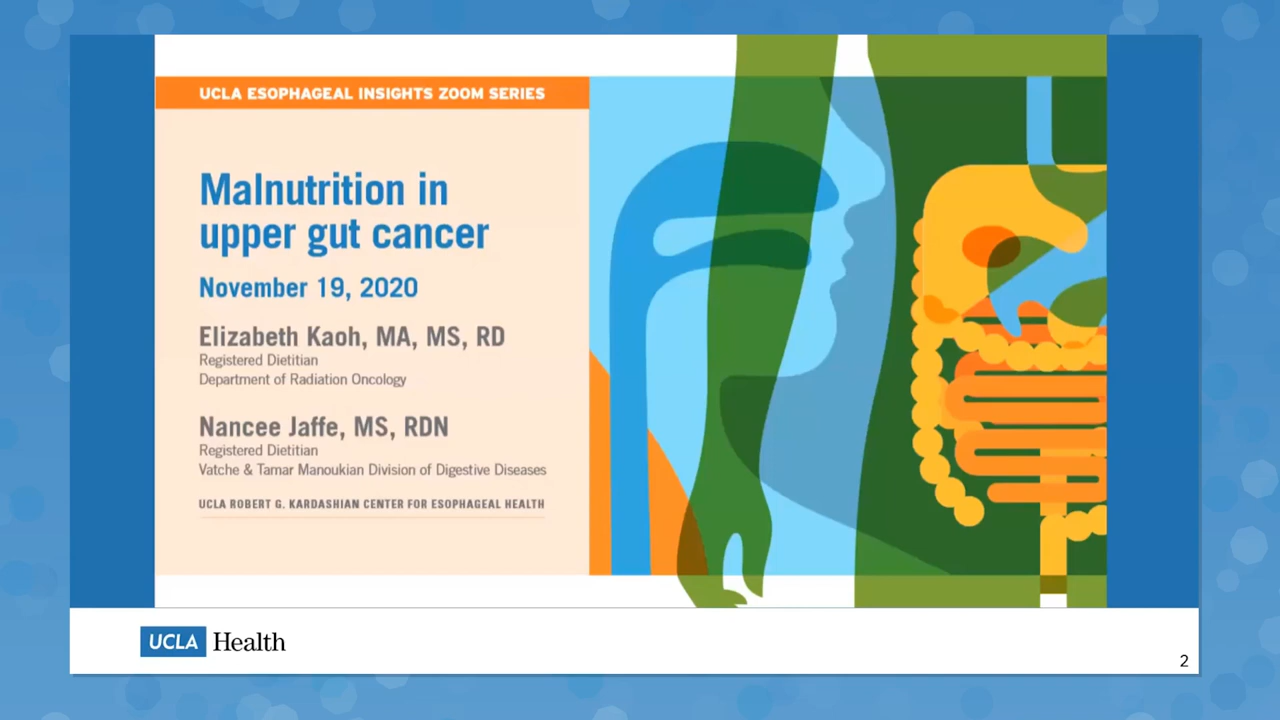 UCLA ESOPHAGEAL INSIGHTS ZOOM SERIES
Malnutrition in
upper gut cancer
November 19, 2020
Elizabeth Kaoh, MA, MS, RD
Registered Dietitian
Department of Radiation Oncology
Nancee Jaffe, MS, RDN
Registered Dietitian
Vatche & Tamar Manoukian Division of Digestive Diseases
UCLA ROBERT G. KARDASHIAN CENTER FOR ESOPHAGEAL HEALTH
UCLA Health
2